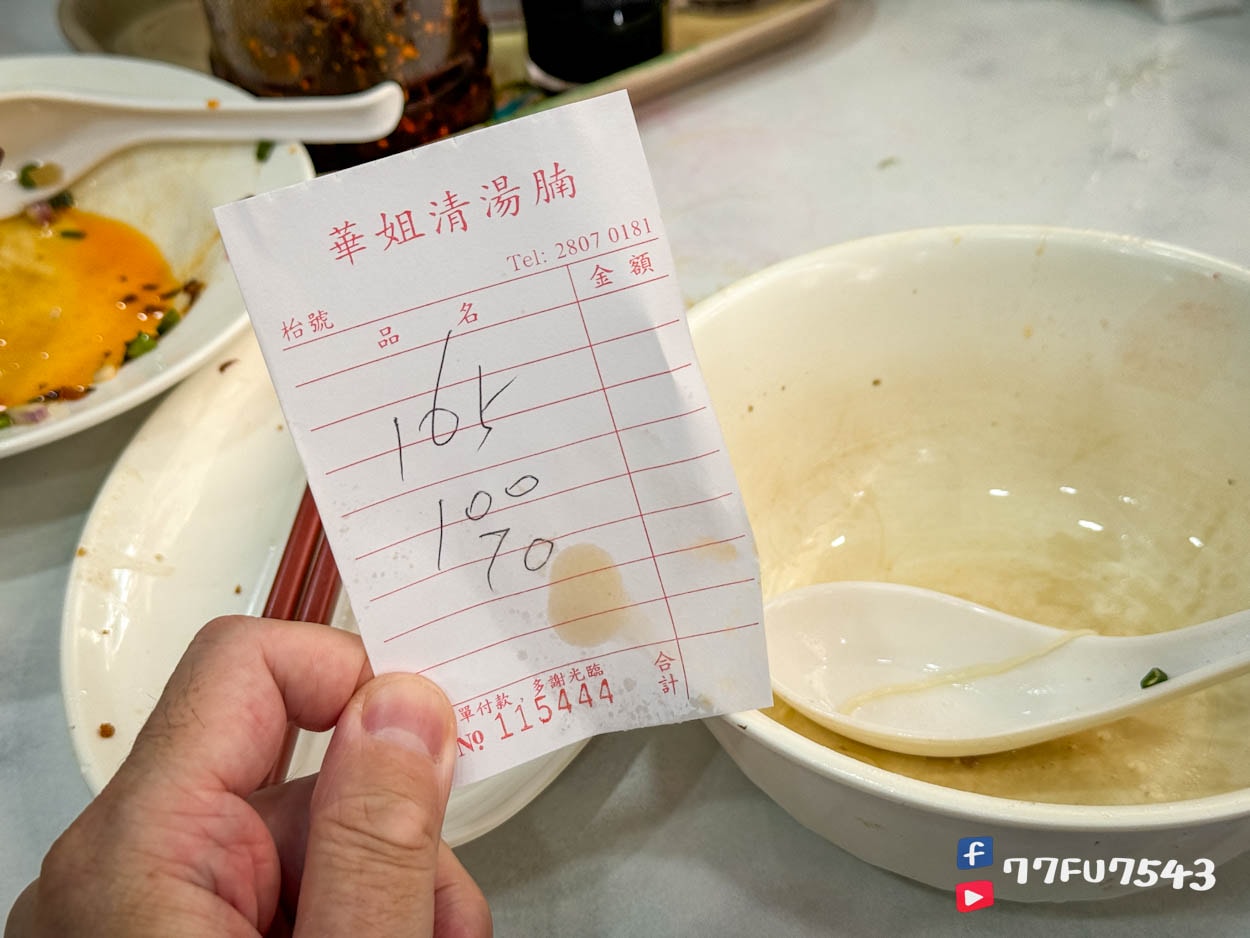 華姐清湯腩
Tel: 2807 0181
枱號
品 名
金 額
165
100
70
合計
單付款，多謝光臨
No 115444
77FU7543